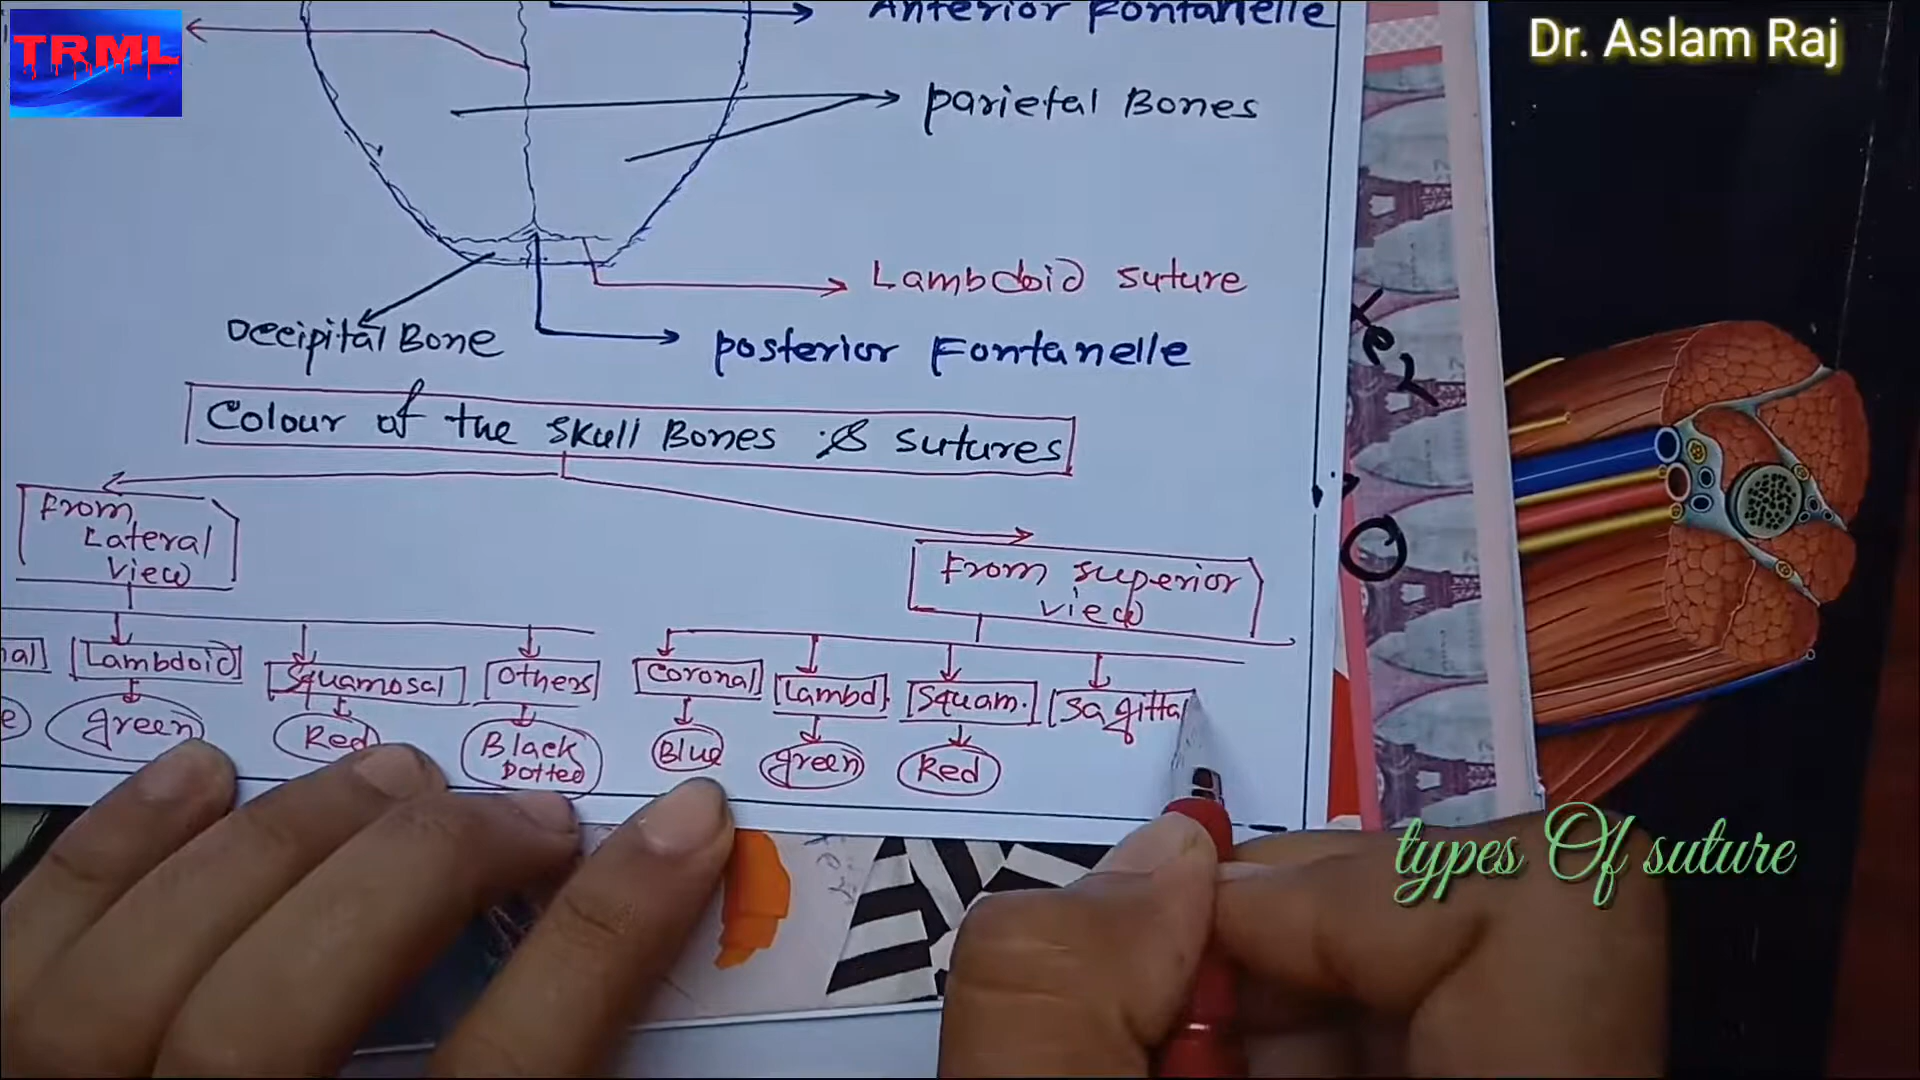 TRML
Dr. Aslam Raj
Anterior Fontanelle
parietal Bones
Lambdoid suture
Occipital Bone
posterior Fontanelle
Colour of the skull Bones & sutures
From
Lateral
view
From superior
view
nal
Lambdoid
Squamosal
Others
Coronal
Lambd.
Squam.
Sagittal
e
green
Red
Black
Dotted
Blue
green
Red
types Of suture